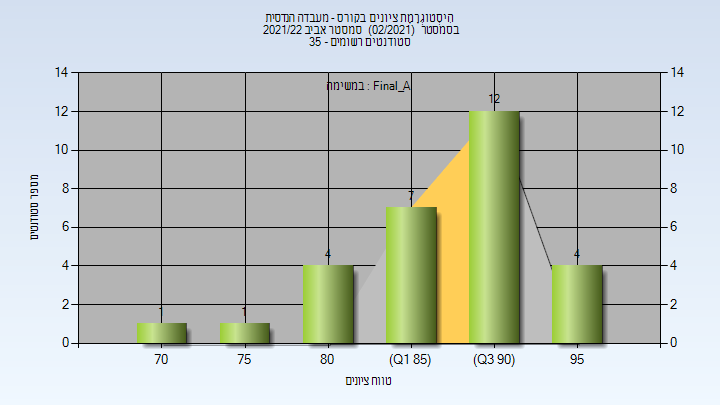 היסטוגרמת ציונים בקורס - מעבדה הנדסית
בסמסטר (02/2021) סמסטר אביב 2021/22
סטודנטים רשומים - 35
במשימה : Final_A
14 14
12 12
10 10
8 8
6 6
4 4
2 2
0 0
1 1 4 7 12 4
70 75 80 (Q1 85) (Q3 90) 95
מספר סטודנטים
טווח ציונים